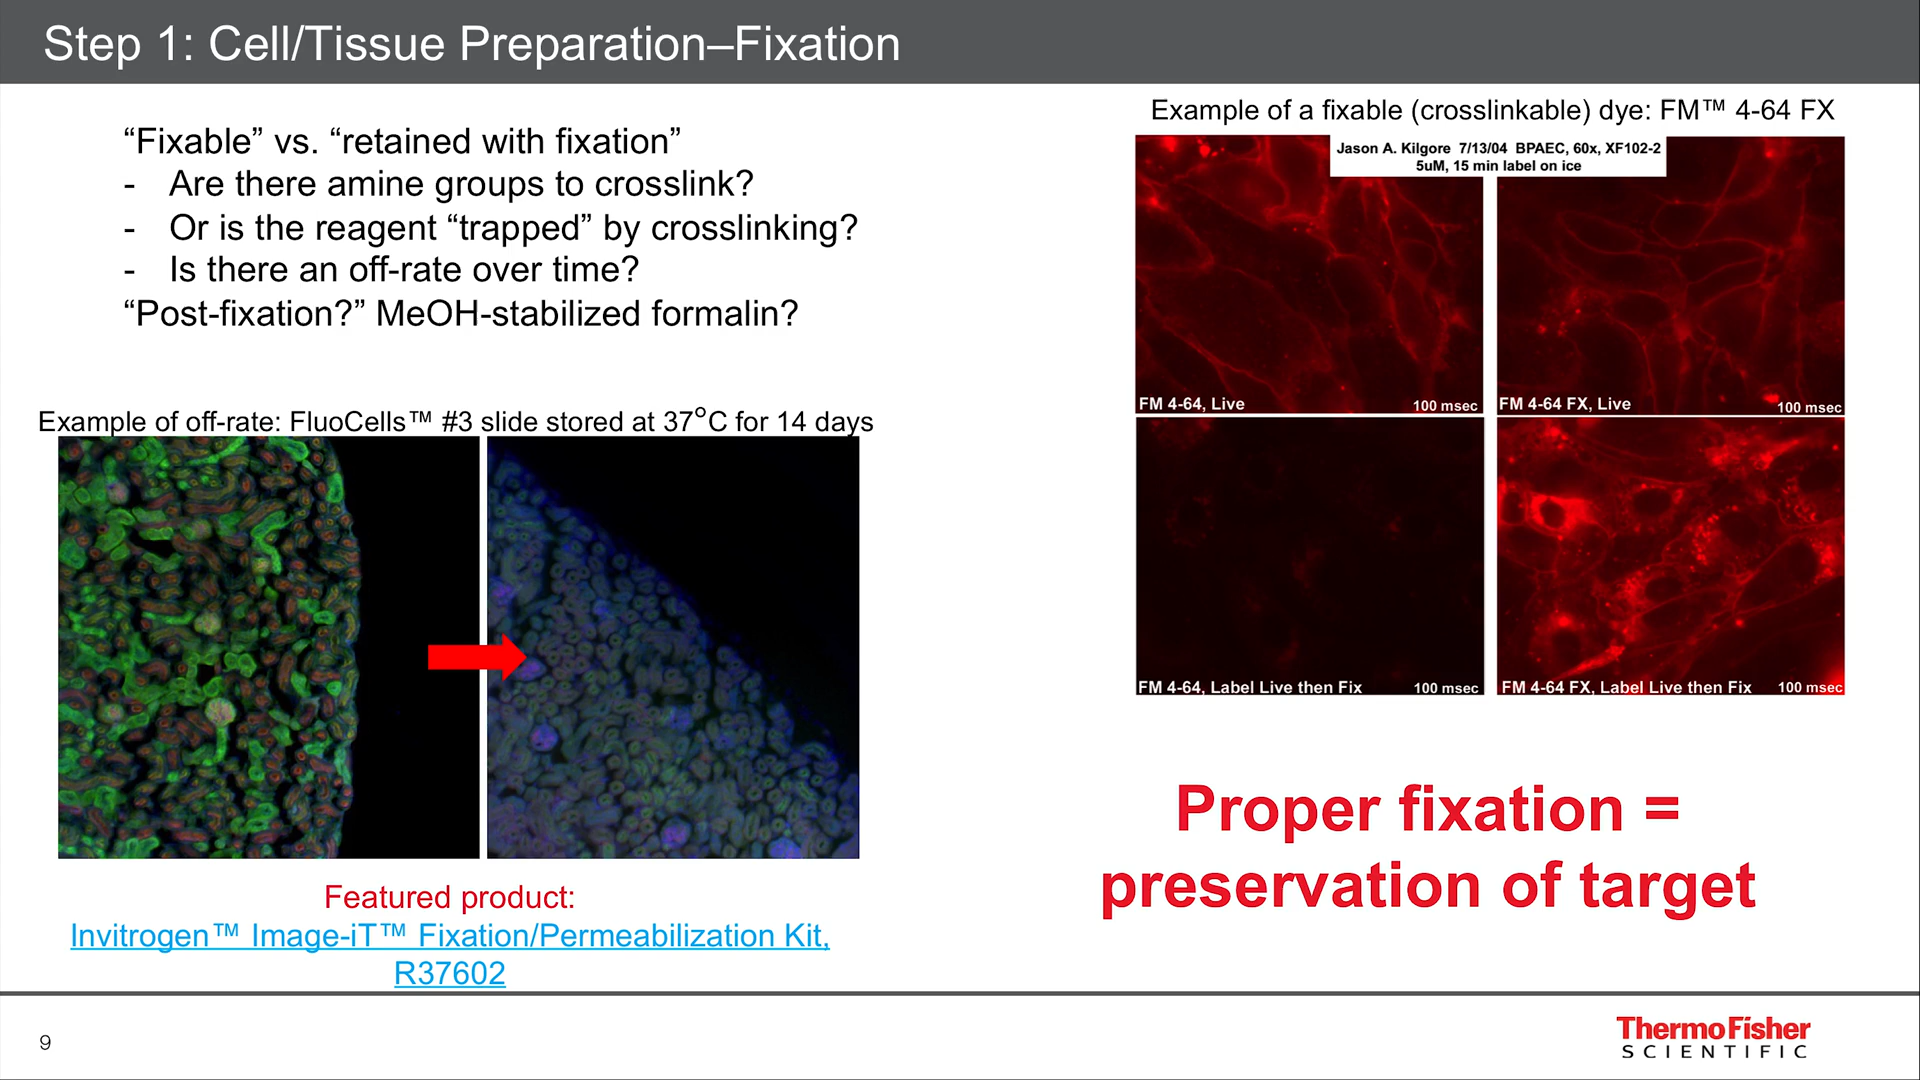 Step 1: Cell/Tissue Preparation–Fixation
“Fixable” vs. “retained with fixation”
- Are there amine groups to crosslink?
- Or is the reagent “trapped” by crosslinking?
- Is there an off-rate over time?
“Post-fixation?” MeOH-stabilized formalin?
Example of off-rate: FluoCells™ #3 slide stored at 37°C for 14 days
Featured product:
Invitrogen™ Image-iT™ Fixation/Permeabilization Kit,
R37602
Example of a fixable (crosslinkable) dye: FM™ 4-64 FX
Jason A. Kilgore 7/13/04 BPAEC, 60x, XF102-2
5uM, 15 min label on ice
FM 4-64, Live 100 msec
FM 4-64 FX, Live 100 msec
FM 4-64, Label Live then Fix 100 msec
FM 4-64 FX, Label Live then Fix 100 msec
Proper fixation =
preservation of target
9
ThermoFisher
SCIENTIFIC